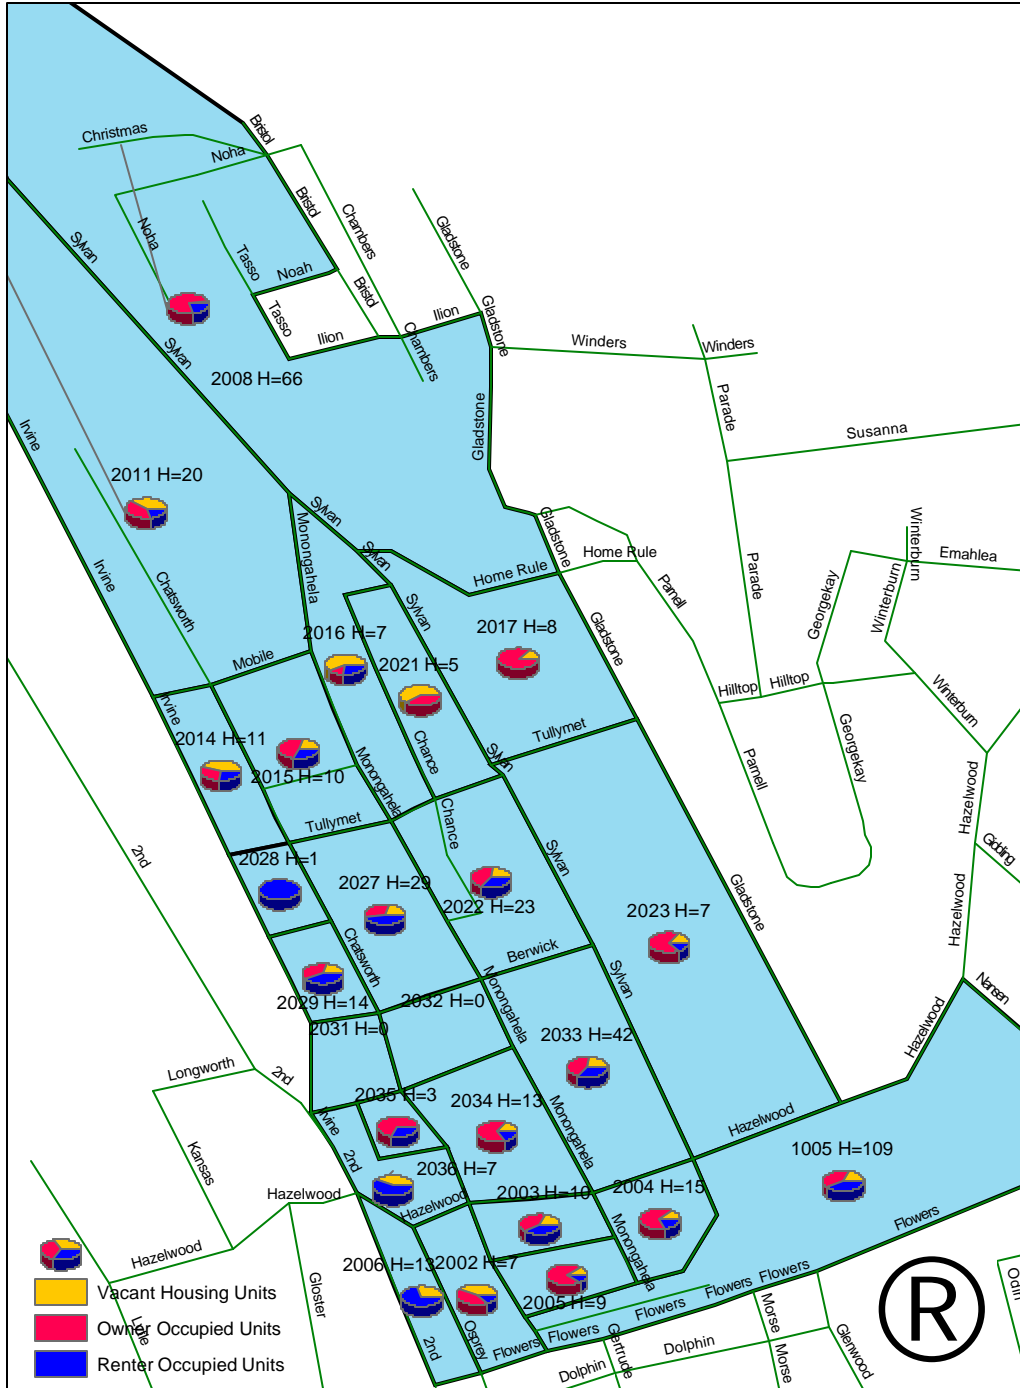 Christmas
Bristol
Noha
Bristol
Chambers
Gladstone
Noha
Tasso
Noah
Bristol
Sylvan
Tasso
Ilion
Ilion
Chambers
Gladstone
Winders
Winders
Sylvan
2008 H=66
Parade
Irvine
Gladstone
Susanna
2011 H=20
Monongahela
Sylvan
Gladstone
Winterburn
Sylvan
Home Rule
Home Rule
Emahlea
Irvine
Chatsworth
Sylvan
Parnell
Parade
Georgekay
Winterburn
2016 H=7
2017 H=8
Gladstone
Mobile
2021 H=5
Irvine
Hilltop
Hilltop
Winterburn
2014 H=11
2015 H=10
Monongahela
Chance
Sylvan
Tullymet
Parnell
Georgekay
Hazelwood
Tullymet
Chance
2nd
2028 H=1
2027 H=29
Sylvan
Gladstone
Gidding
2022 H=23
2023 H=7
Hazelwood
Chatsworth
Berwick
Sylvan
2029 H=14
2032 H=0
Monongahela
Nansen
2031 H=0
2033 H=42
Hazelwood
Longworth
2nd
2035 H=3
2034 H=13
Monongahela
Hazelwood
Irvine
Kansas
2nd
2036 H=7
1005 H=109
Hazelwood
Hazelwood
2003 H=10
2004 H=15
Flowers
Hazelwood
Monongahela
Gloster
2006 H=13
2002 H=7
2005 H=9
Flowers
Flowers
Flowers
Flowers
Flowers
Vacant Housing Units
Owner Occupied Units
Renter Occupied Units
Lytle
2nd
Osprey
Gertrude
Dolphin
Dolphin
Morse
Morse
Glenwood
Odin
R